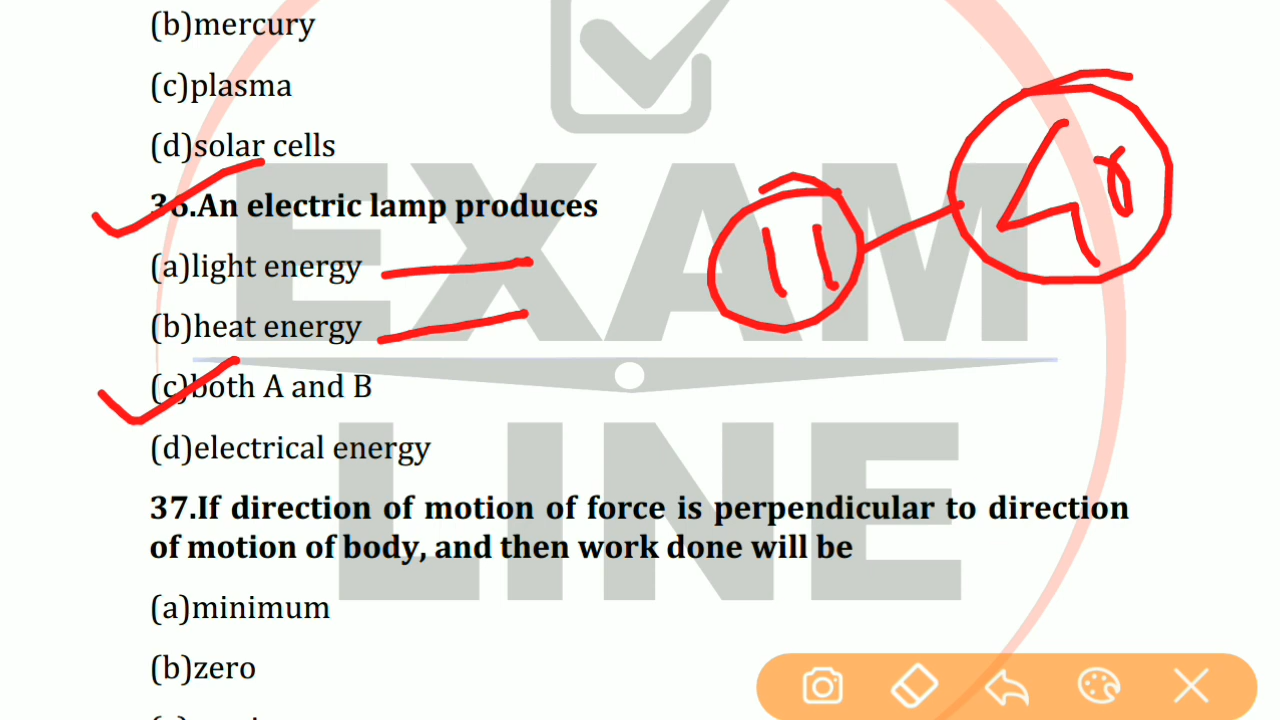 (b)mercury
(c)plasma
(d)solar cells
36.An electric lamp produces
(a)light energy
(b)heat energy
(c)both A and B
(d)electrical energy
37.If direction of motion of force is perpendicular to direction
of motion of body, and then work done will be
(a)minimum
(b)zero
EXAM
LINE